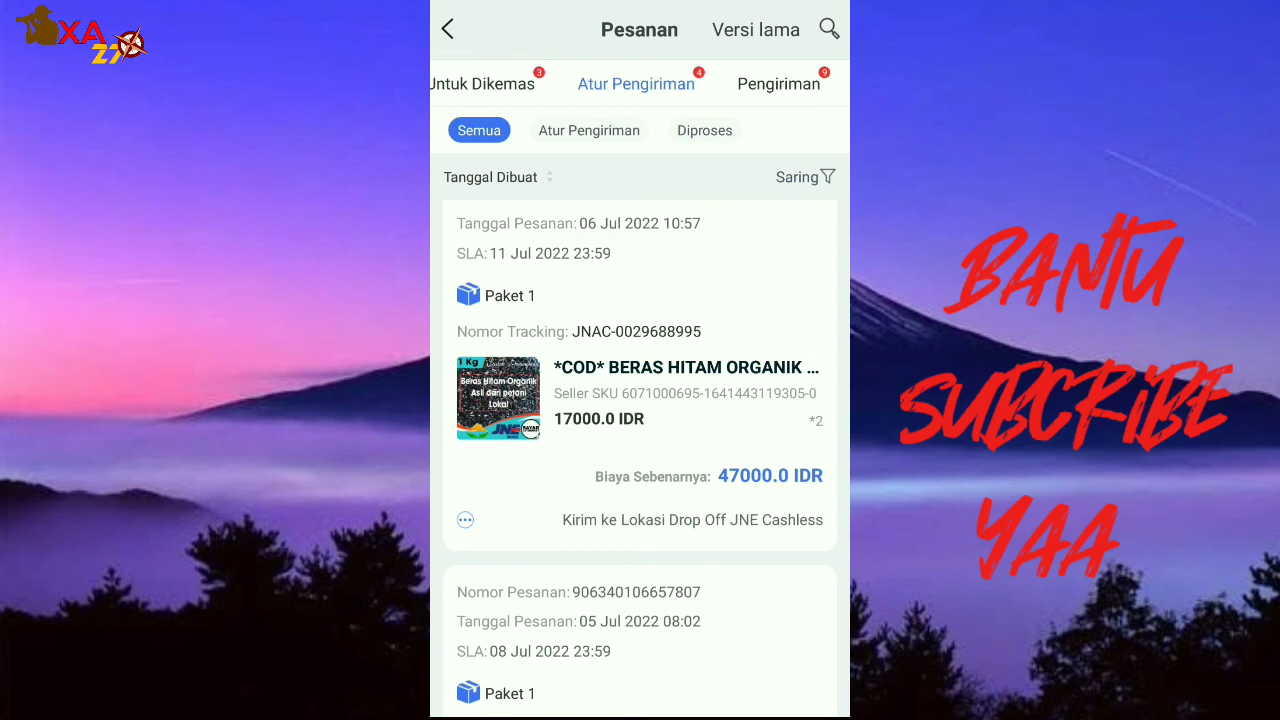 XA
27
Pesanan
Versi lama
Untuk Dikemas
3
Atur Pengiriman
4
Pengiriman
9
Semua
Atur Pengiriman
Diproses
Tanggal Dibuat
Saring
Tanggal Pesanan: 06 Jul 2022 10:57
SLA: 11 Jul 2022 23:59
Paket 1
Nomor Tracking: JNAC-0029688995
1 Kg
Beras Hitam Organik
Asli dari petani
Lokal
JNE
BAYAR
*COD* BERAS HITAM ORGANIK ...
Seller SKU 6071000695-1641443119305-0
17000.0 IDR
*2
Biaya Sebenarnya: 47000.0 IDR
Kirim ke Lokasi Drop Off JNE Cashless
Nomor Pesanan: 906340106657807
Tanggal Pesanan: 05 Jul 2022 08:02
SLA: 08 Jul 2022 23:59
Paket 1
BANTU
SUBCRiBE
YAA